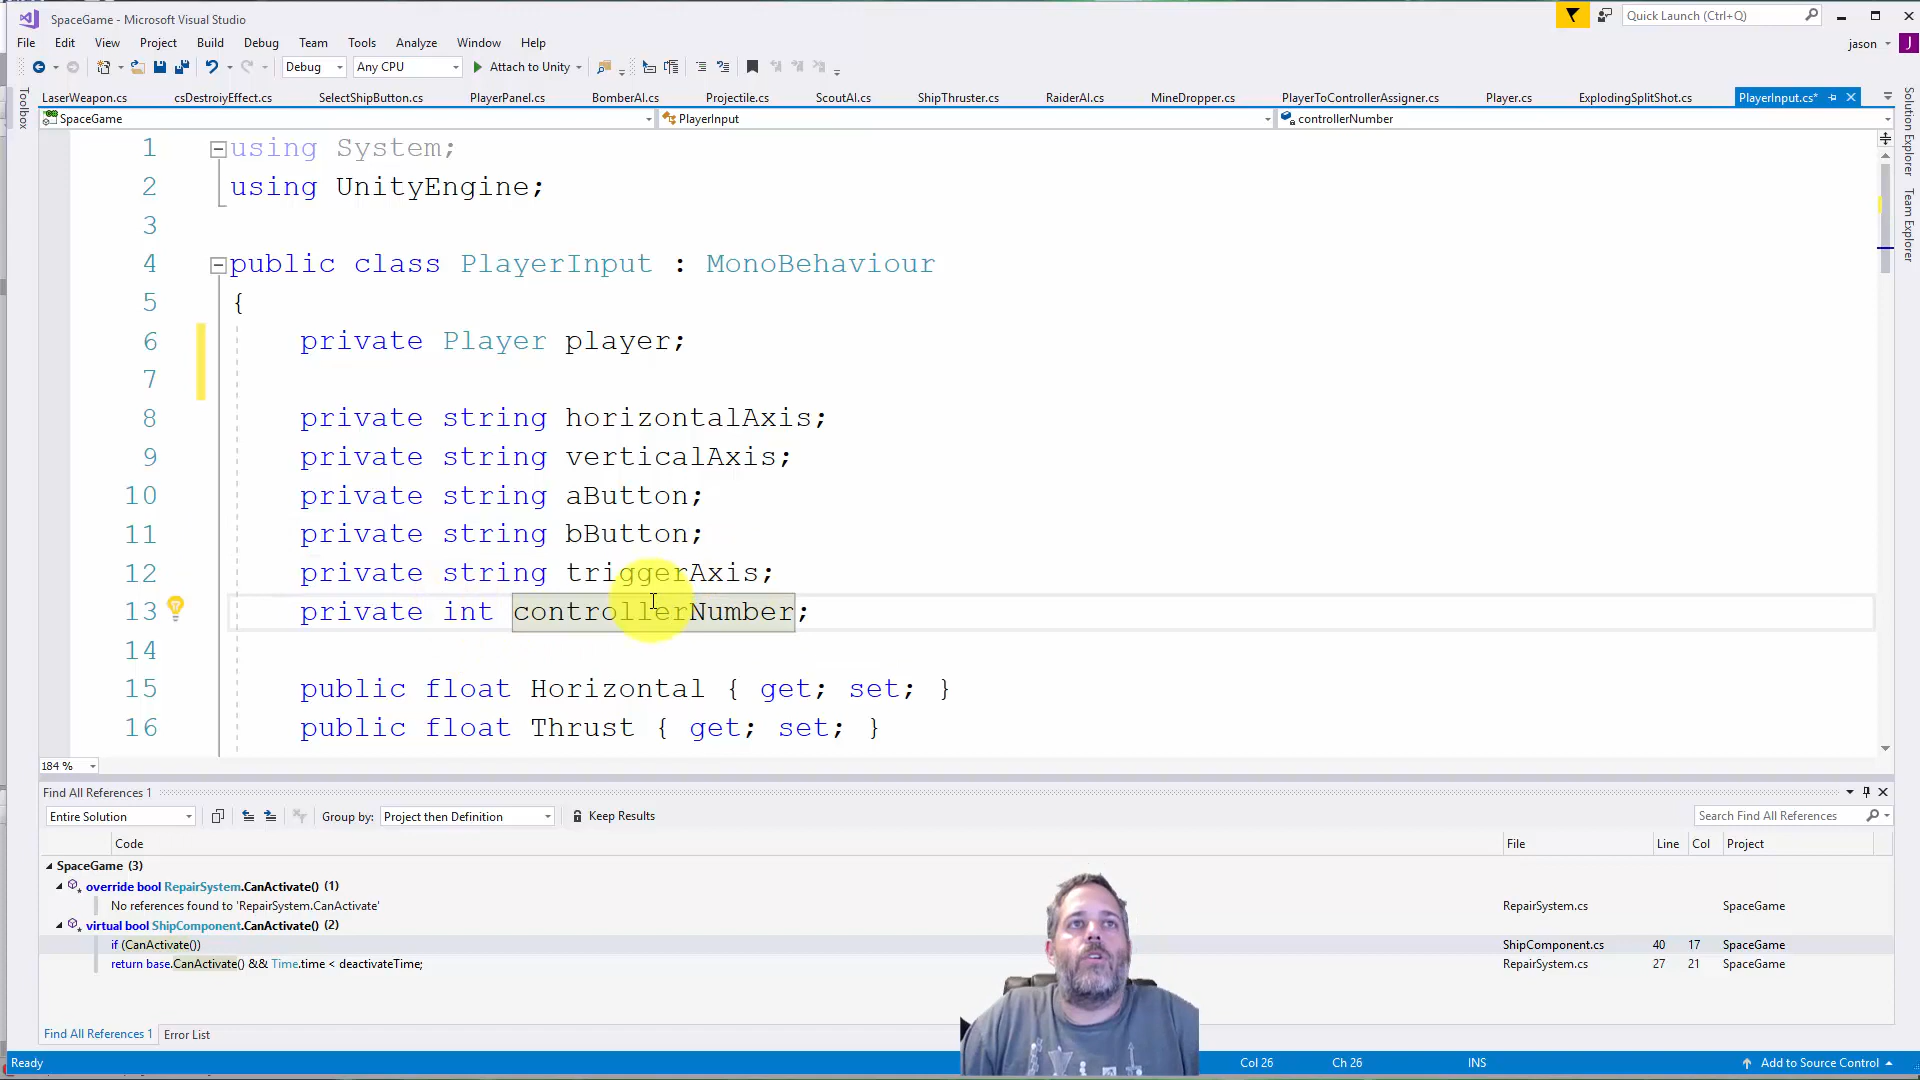 SpaceGame - Microsoft Visual Studio
Quick Launch (Ctrl+Q)
File Edit View Project Build Debug Team Tools Analyze Window Help
jason J
Debug Any CPU Attach to Unity
LaserWeapon.cs csDestroiyEffect.cs SelectShipButton.cs PlayerPanel.cs BomberAI.cs Projectile.cs ScoutAI.cs ShipThruster.cs RaiderAI.cs MineDropper.cs PlayerToControllerAssigner.cs Player.cs ExplodingSplitShot.cs PlayerInput.cs*
SpaceGame PlayerInput controllerNumber
Toolbox
Solution Explorer
Team Explorer
1 using System;
2 using UnityEngine;
3
4 public class PlayerInput : MonoBehaviour
5 {
6 private Player player;
7
8 private string horizontalAxis;
9 private string verticalAxis;
10 private string aButton;
11 private string bButton;
12 private string triggerAxis;
13 private int controllerNumber;
14
15 public float Horizontal { get; set; }
16 public float Thrust { get; set; }
184 %
Find All References 1
Entire Solution Group by: Project then Definition Keep Results Search Find All References
Code File Line Col Project
SpaceGame (3)
override bool RepairSystem.CanActivate() (1)
No references found to 'RepairSystem.CanActivate' RepairSystem.cs SpaceGame
virtual bool ShipComponent.CanActivate() (2)
if (CanActivate()) ShipComponent.cs 40 17 SpaceGame
return base.CanActivate() && Time.time < deactivateTime; RepairSystem.cs 27 21 SpaceGame
Find All References 1 Error List
Ready Col 26 Ch 26 INS Add to Source Control